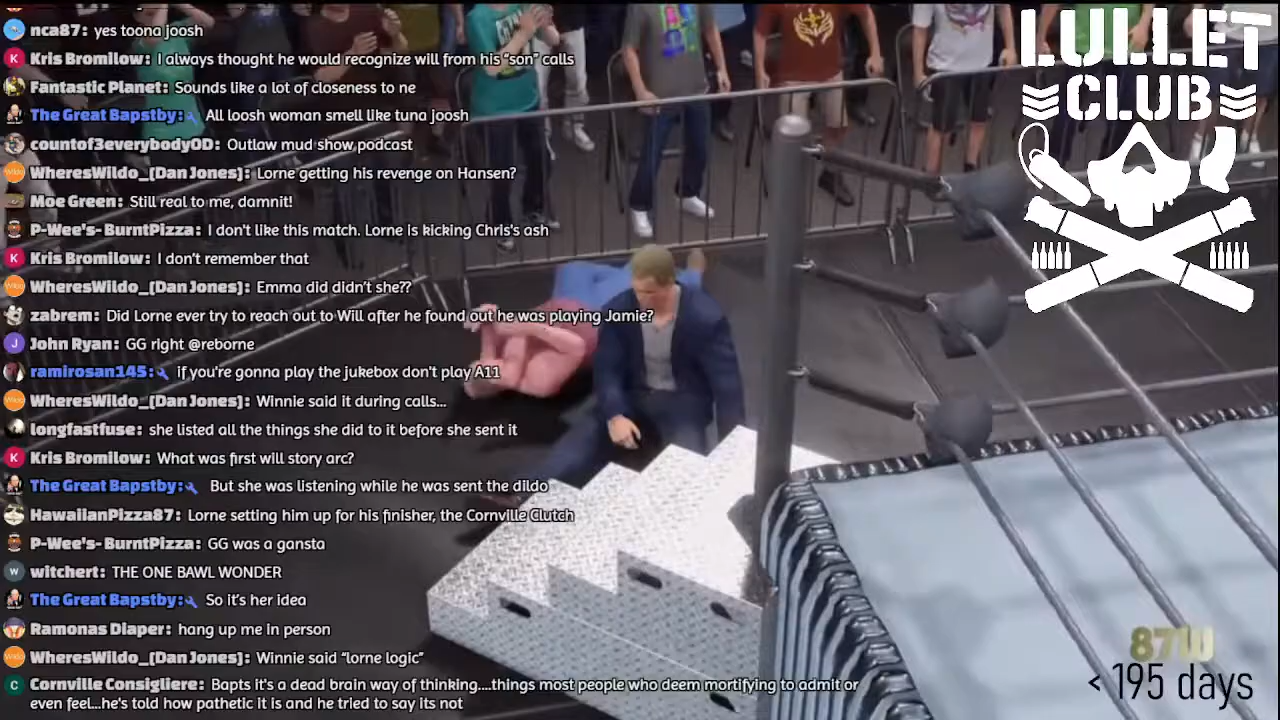 nca87: yes toona joosh
Kris Bromilow: I always thought he would recognize will from his “son” calls
Fantastic Planet: Sounds like a lot of closeness to ne
The Great Bapstby: All loosh woman smell like tuna joosh
countof3everybodyOD: Outlaw mud show podcast
WheresWildo_(Dan Jones): Lorne getting his revenge on Hansen?
Moe Green: Still real to me, damnit!
P-Wee's- BurntPizza: I don't like this match. Lorne is kicking Chris's ash
Kris Bromilow: I don't remember that
WheresWildo_(Dan Jones): Emma did didn't she??
zabrem: Did Lorne ever try to reach out to Will after he found out he was playing Jamie?
John Ryan: GG right @reborne
ramirosan145: if you're gonna play the jukebox don't play A11
WheresWildo_(Dan Jones): Winnie said it during calls...
longfastfuse: she listed all the things she did to it before she sent it
Kris Bromilow: What was first will story arc?
The Great Bapstby: But she was listening while he was sent the dildo
HawaiianPizza87: Lorne setting him up for his finisher, the Cornville Clutch
P-Wee's- BurntPizza: GG was a gansta
witchert: THE ONE BAWL WONDER
The Great Bapstby: So it's her idea
Ramonas Diaper: hang up me in person
WheresWildo_(Dan Jones): Winnie said “lorne logic”
Cornville Consigliere: Bapts it's a dead brain way of thinking....things most people who deem mortifying to admit or
even feel...he's told how pathetic it is and he tried to say its not
LULLET
CLUB
< 195 days